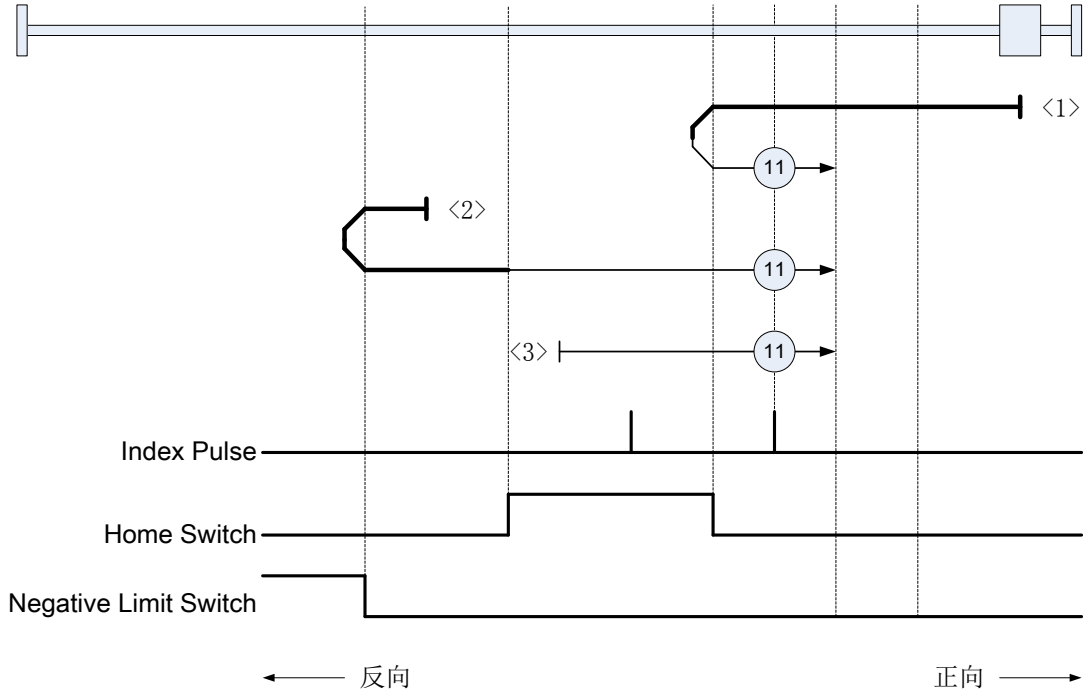 <1>
11
<2>
11
<3>
11
Index Pulse
Home Switch
Negative Limit Switch
反向
正向